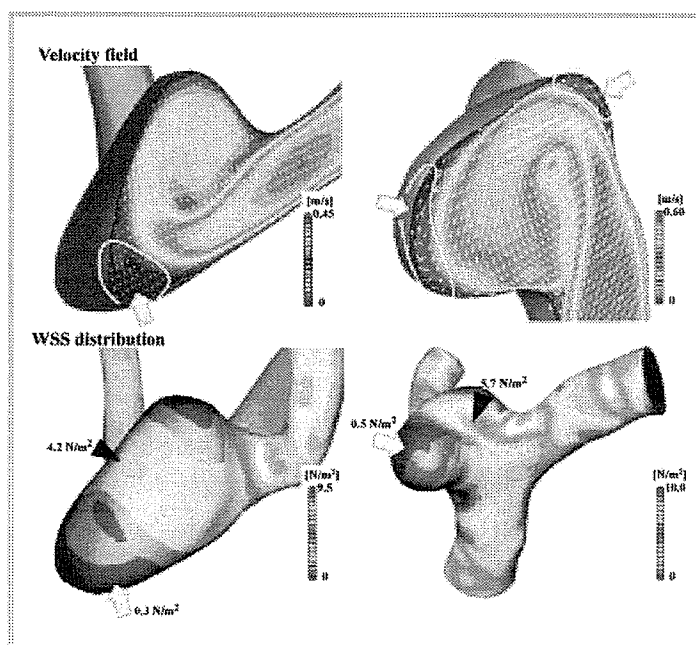 Velocity field
[m/s]
0.45
0
[m/s]
0.60
0
WSS distribution
4.2 N/m²
[N/m²]
9.5
0
0.3 N/m²
5.7 N/m²
0.5 N/m²
[N/m²]
10.0
0